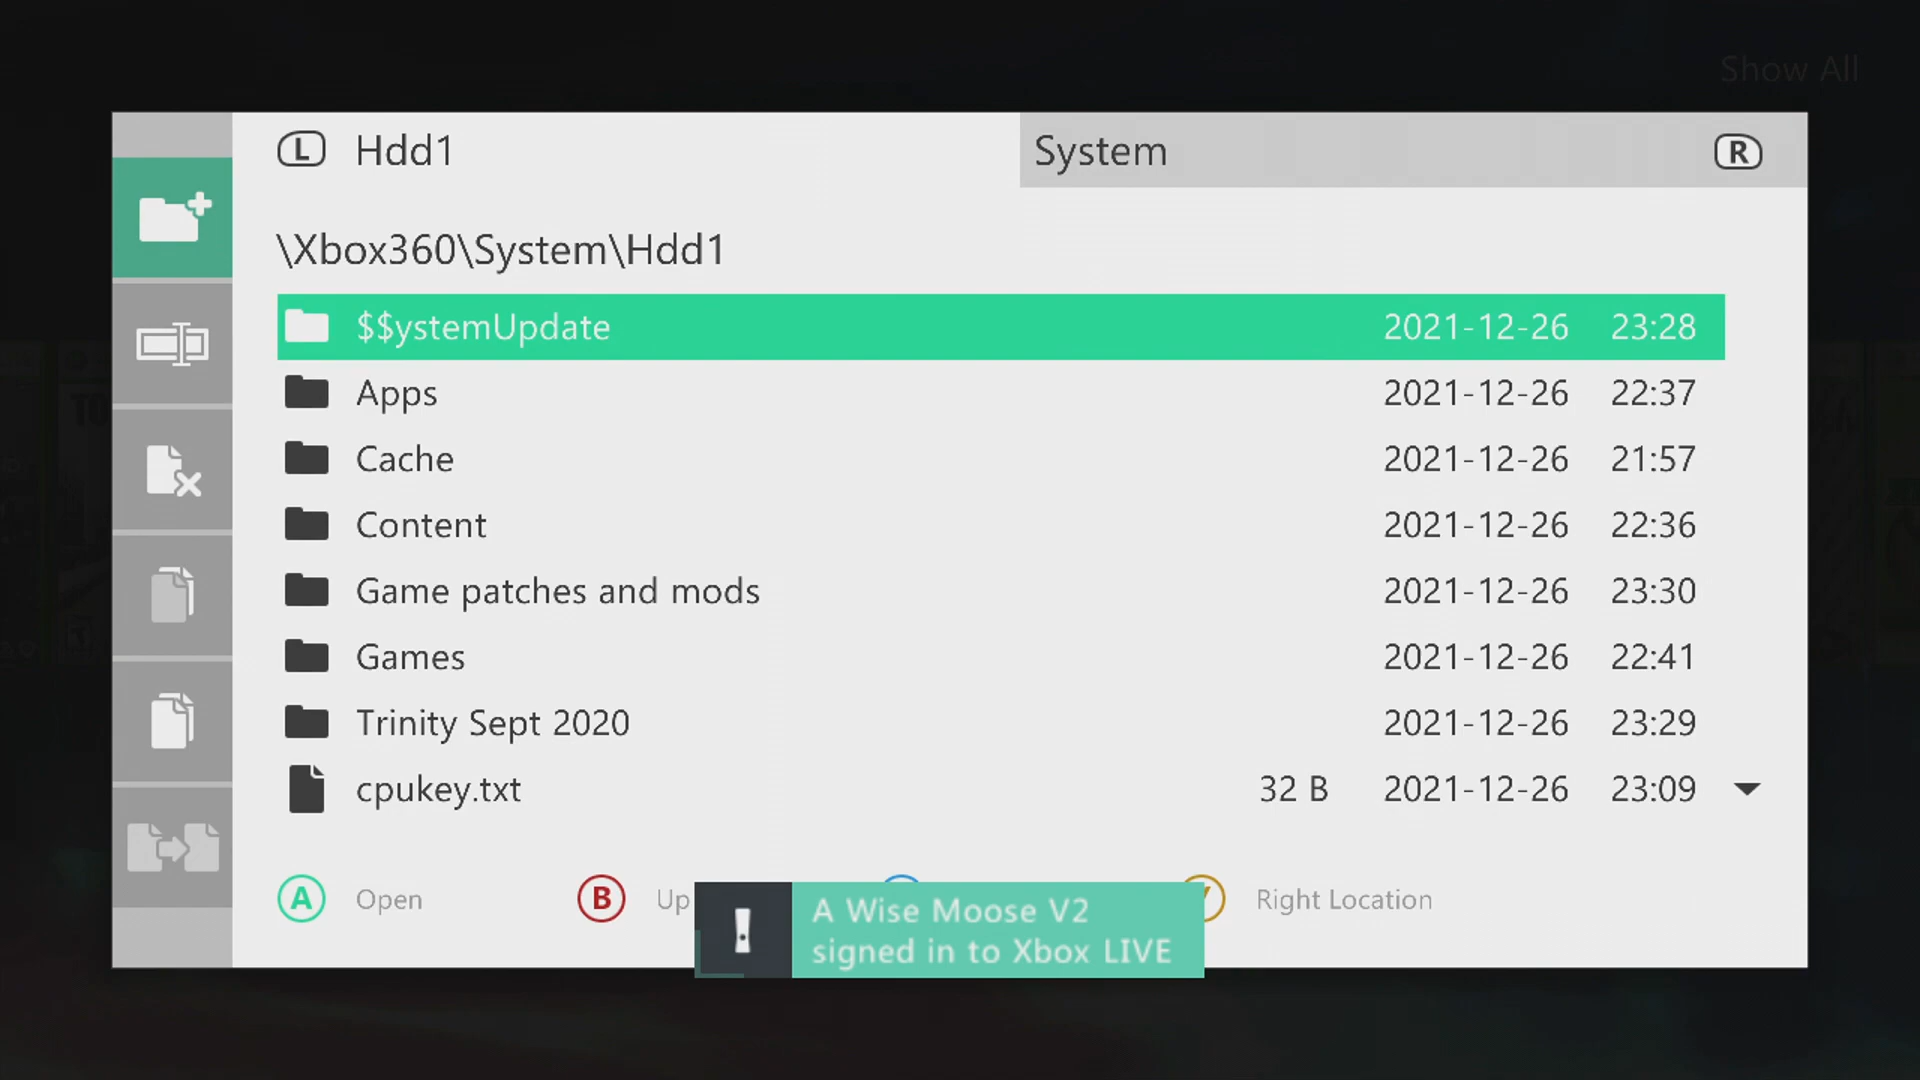 Show All
L Hdd1
System R
\Xbox360\System\Hdd1
$$ystemUpdate 2021-12-26 23:28
Apps 2021-12-26 22:37
Cache 2021-12-26 21:57
Content 2021-12-26 22:36
Game patches and mods 2021-12-26 23:30
Games 2021-12-26 22:41
Trinity Sept 2020 2021-12-26 23:29
cpukey.txt 32 B 2021-12-26 23:09
A Open
B Up
Y Right Location
A Wise Moose V2
signed in to Xbox LIVE